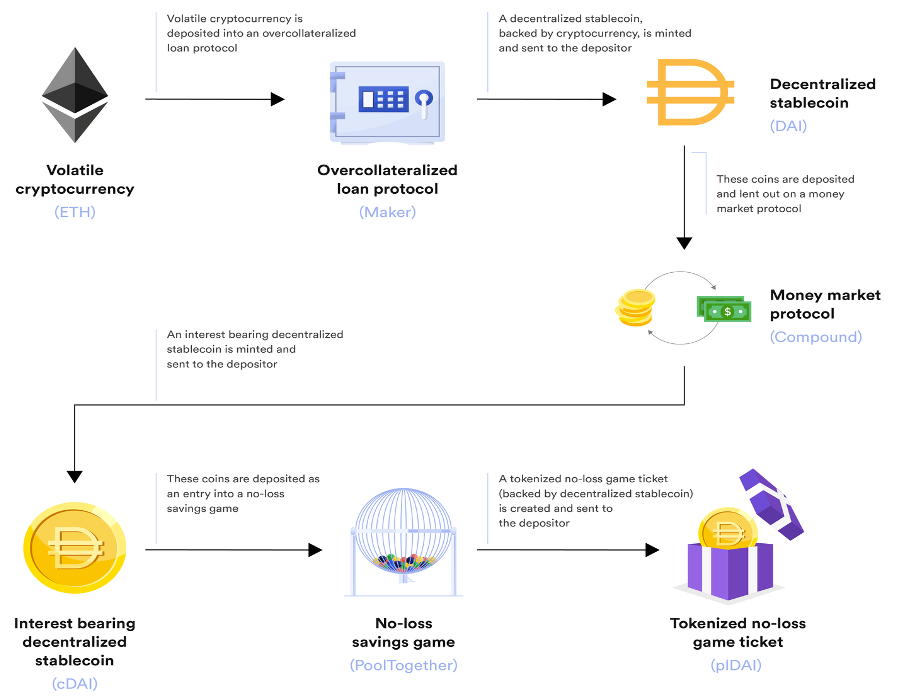 Volatile cryptocurrency is
deposited into an overcollateralized
loan protocol
A decentralized stablecoin,
backed by cryptocurrency, is minted
and sent to the depositor
Volatile
cryptocurrency
(ETH)
Overcollateralized
loan protocol
(Maker)
Decentralized
stablecoin
(DAI)
These coins are deposited
and lent out on a money
market protocol
$
Money market
protocol
(Compound)
An interest bearing decentralized
stablecoin is minted and
sent to the depositor
These coins are deposited as
an entry into a no-loss
savings game
A tokenized no-loss game ticket
(backed by decentralized stablecoin)
is created and sent to
the depositor
Interest bearing
decentralized
stablecoin
(cDAI)
No-loss
savings game
(PoolTogether)
Tokenized no-loss
game ticket
(plDAI)